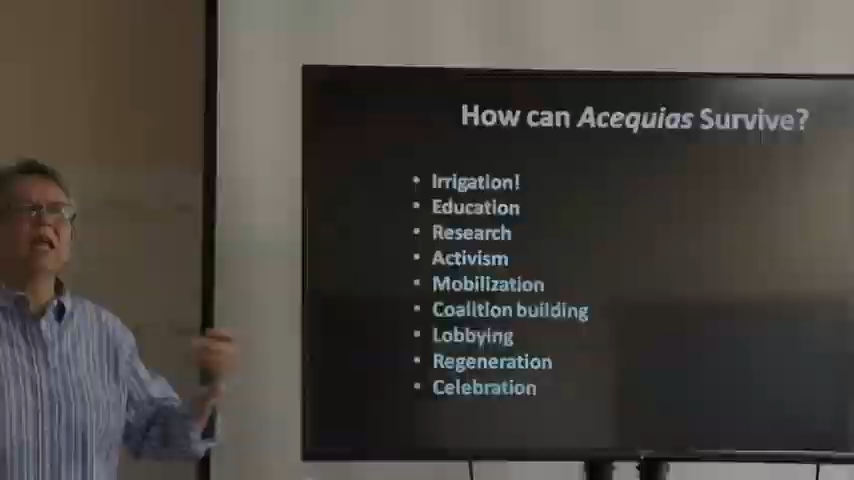 How can Acequias Survive?
• Irrigation!
• Education
• Research
• Activism
• Mobilization
• Coalition building
• Lobbying
• Regeneration
• Celebration